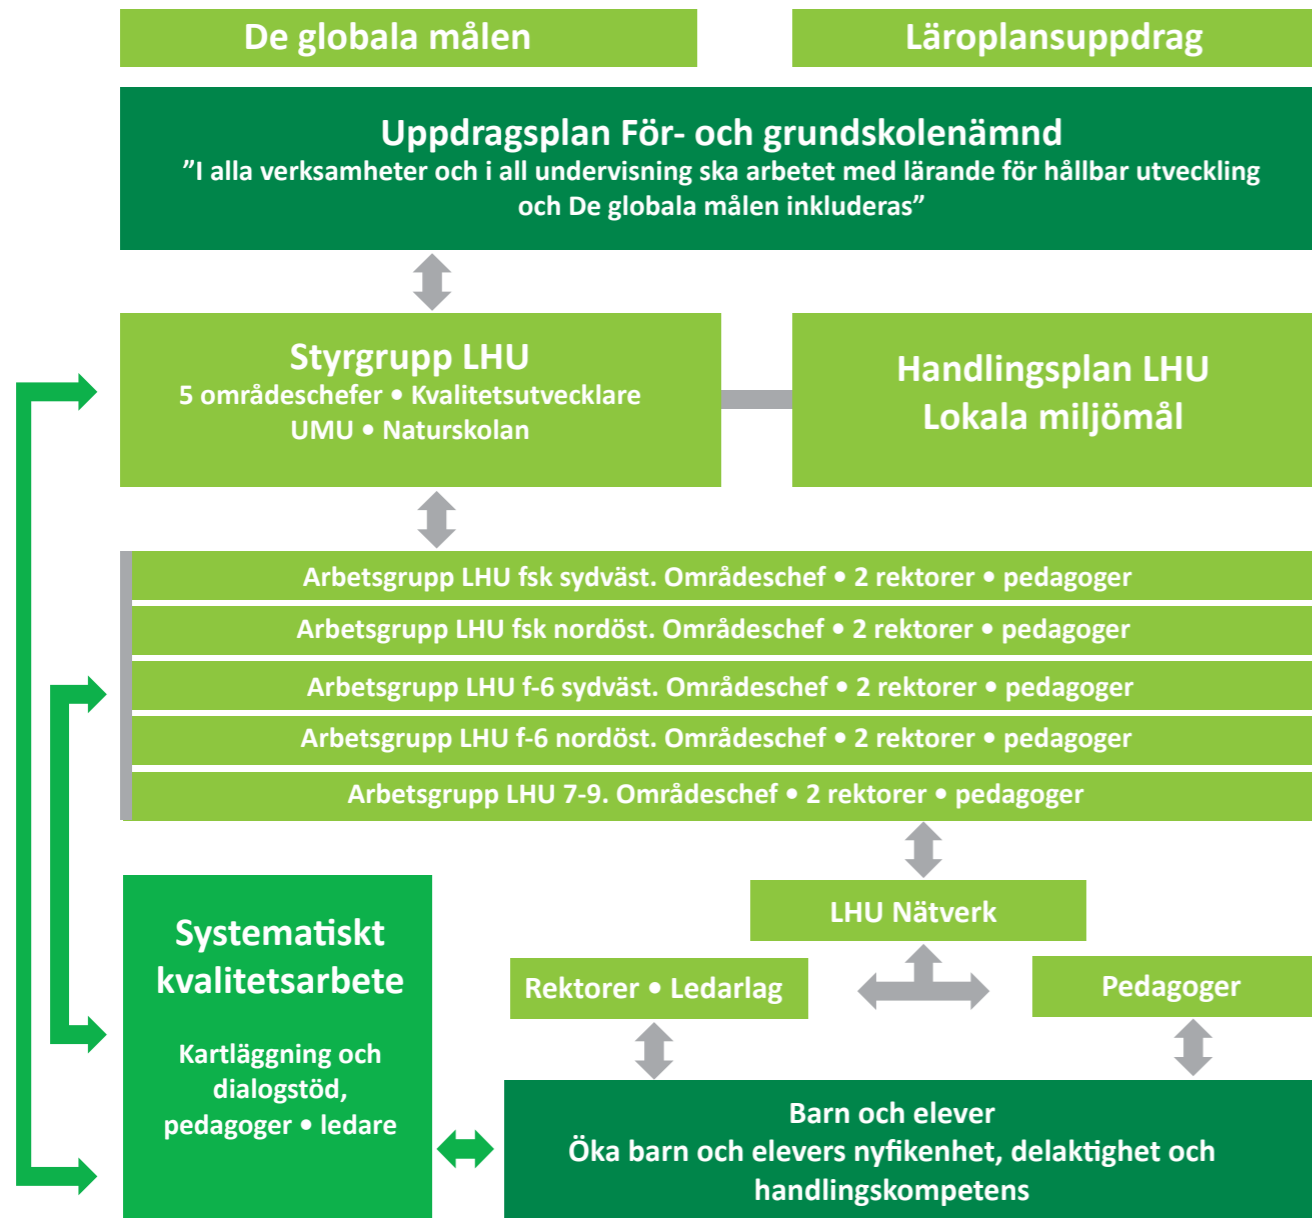 De globala målen
Läroplansuppdrag
Uppdragsplan För- och grundskolenämnd
”I alla verksamheter och i all undervisning ska arbetet med lärande för hållbar utveckling
och De globala målen inkluderas”
Styrgrupp LHU
5 områdeschefer • Kvalitetsutvecklare
UMU • Naturskolan
Handlingsplan LHU
Lokala miljömål
Arbetsgrupp LHU fsk sydväst. Områdeschef • 2 rektorer • pedagoger
Arbetsgrupp LHU fsk nordöst. Områdeschef • 2 rektorer • pedagoger
Arbetsgrupp LHU f-6 sydväst. Områdeschef • 2 rektorer • pedagoger
Arbetsgrupp LHU f-6 nordöst. Områdeschef • 2 rektorer • pedagoger
Arbetsgrupp LHU 7-9. Områdeschef • 2 rektorer • pedagoger
LHU Nätverk
Rektorer • Ledarlag
Pedagoger
Systematiskt
kvalitetsarbete
Kartläggning och
dialogstöd,
pedagoger • ledare
Barn och elever
Öka barn och elevers nyfikenhet, delaktighet och
handlingskompetens